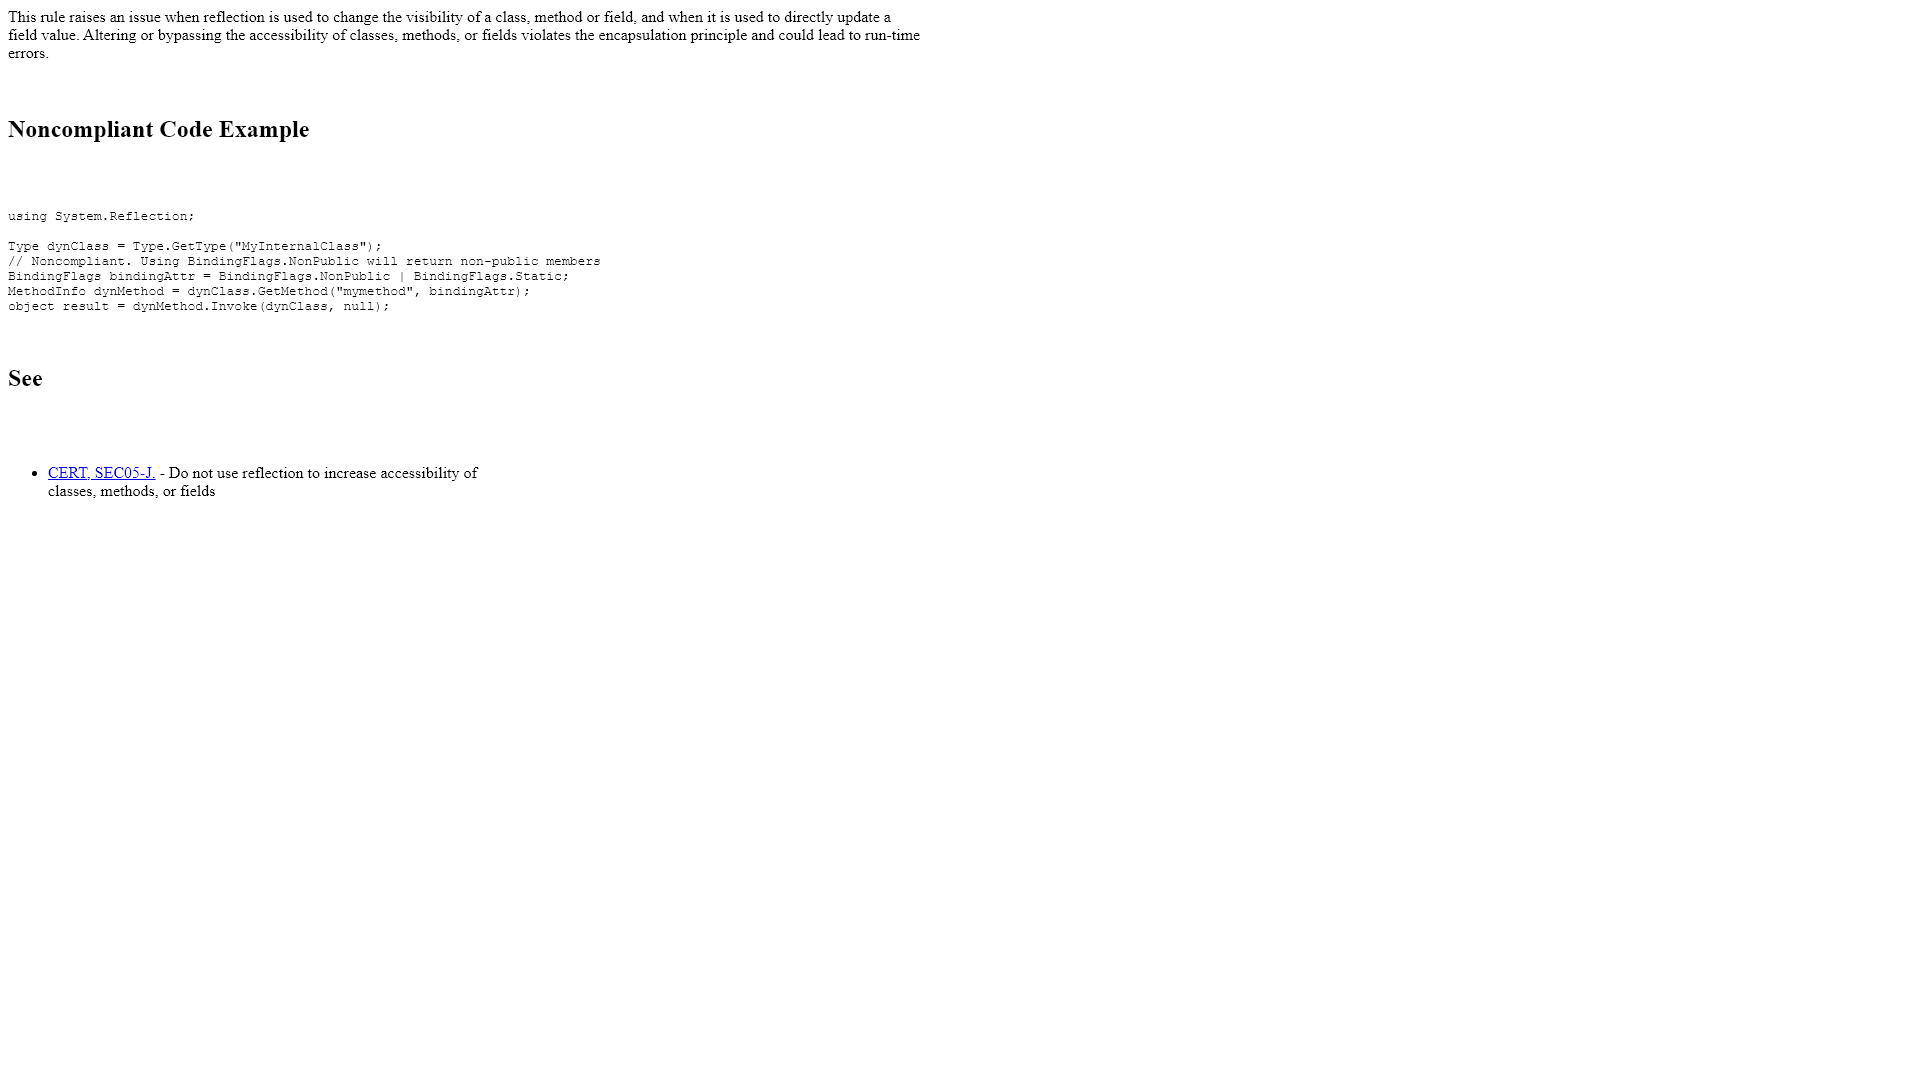 This rule raises an issue when reflection is used to change the visibility of a class, method or field, and when it is used to directly update a
field value. Altering or bypassing the accessibility of classes, methods, or fields violates the encapsulation principle and could lead to run-time
errors.
Noncompliant Code Example
using System.Reflection;
Type dynClass = Type.GetType("MyInternalClass");
// Noncompliant. Using BindingFlags.NonPublic will return non-public members
BindingFlags bindingAttr = BindingFlags.NonPublic | BindingFlags.Static;
MethodInfo dynMethod = dynClass.GetMethod("mymethod", bindingAttr);
object result = dynMethod.Invoke(dynClass, null);
See
• CERT, SEC05-J. - Do not use reflection to increase accessibility of
classes, methods, or fields